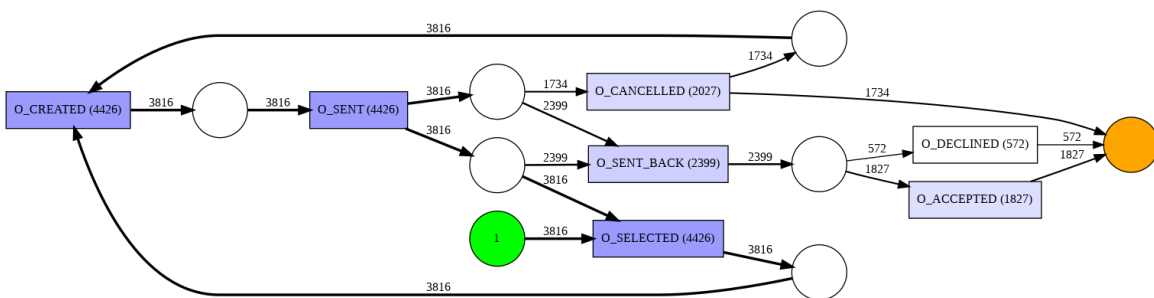 3816
1734
O_CREATED (4426)
3816
3816
O_SENT (4426)
3816
1734
O_CANCELLED (2027)
1734
2399
3816
2399
O_SENT_BACK (2399)
2399
572
O_DECLINED (572)
572
1827
1827
O_ACCEPTED (1827)
3816
1
3816
O_SELECTED (4426)
3816
3816